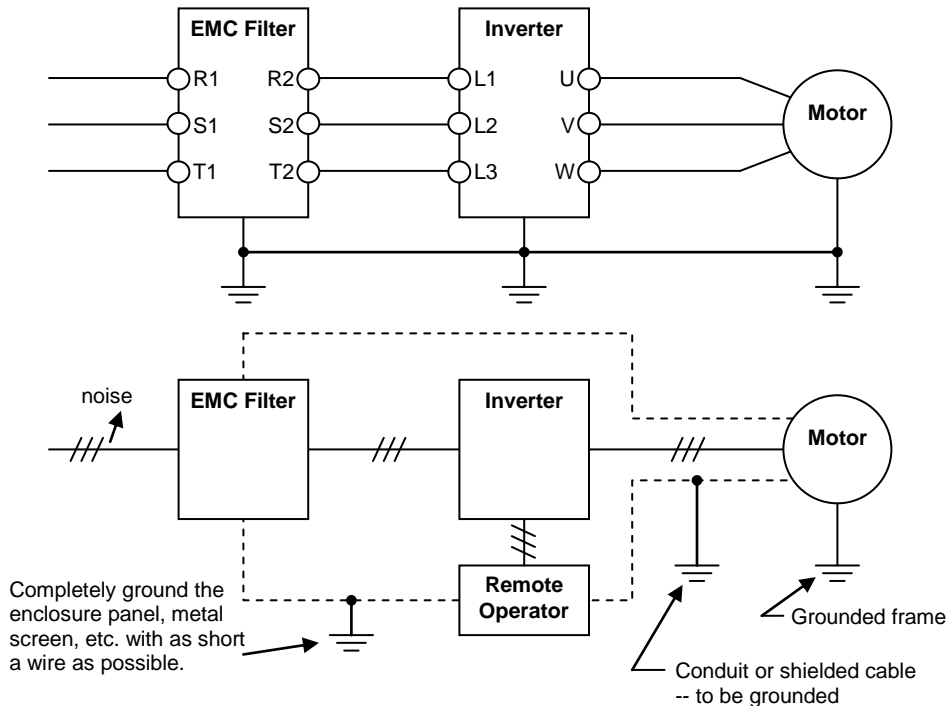 EMC Filter
Inverter
R1 R2 L1 U
Motor
S1 S2 L2 V
T1 T2 L3 W
noise
EMC Filter
Inverter
Motor
Completely ground the
enclosure panel, metal
screen, etc. with as short
a wire as possible.
Remote
Operator
Grounded frame
Conduit or shielded cable
-- to be grounded